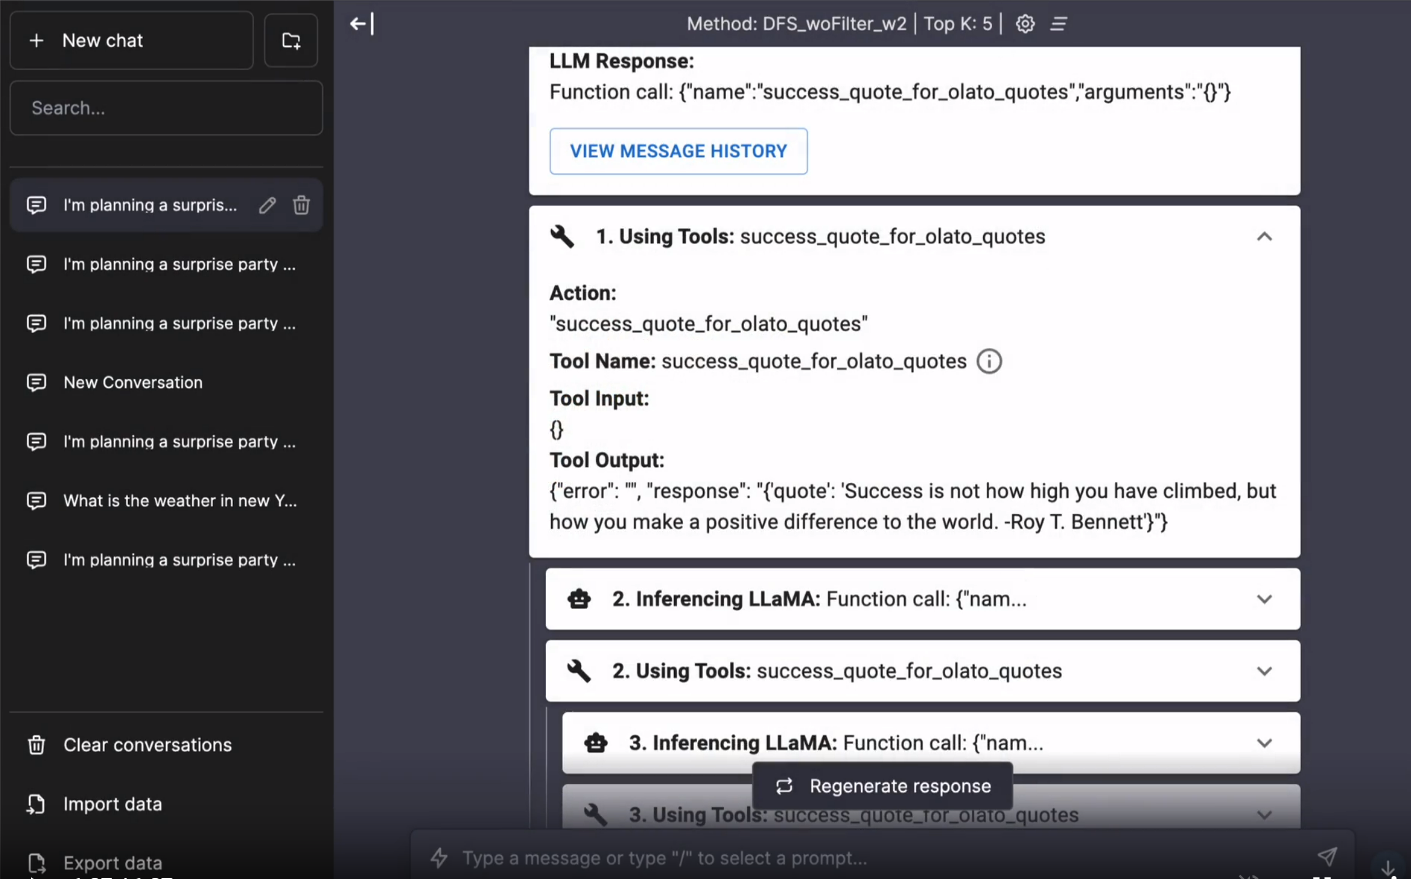 New chat
Search...
I'm planning a surpris...
I'm planning a surprise party ...
I'm planning a surprise party ...
New Conversation
I'm planning a surprise party ...
What is the weather in new Y...
I'm planning a surprise party ...
Clear conversations
Import data
Export data
Method: DFS_woFilter_w2 | Top K: 5 |
LLM Response:
Function call: {"name":"success_quote_for_olato_quotes","arguments":"{}"}
VIEW MESSAGE HISTORY
1. Using Tools: success_quote_for_olato_quotes
Action:
"success_quote_for_olato_quotes"
Tool Name: success_quote_for_olato_quotes
Tool Input:
{}
Tool Output:
{"error": "", "response": "{'quote': 'Success is not how high you have climbed, but
how you make a positive difference to the world. -Roy T. Bennett'}"}
2. Inferencing LLaMA: Function call: {"nam...
2. Using Tools: success_quote_for_olato_quotes
3. Inferencing LLaMA: Function call: {"nam...
Regenerate response
3. Using Tools: success_quote_for_olato_quotes
Type a message or type "/" to select a prompt...